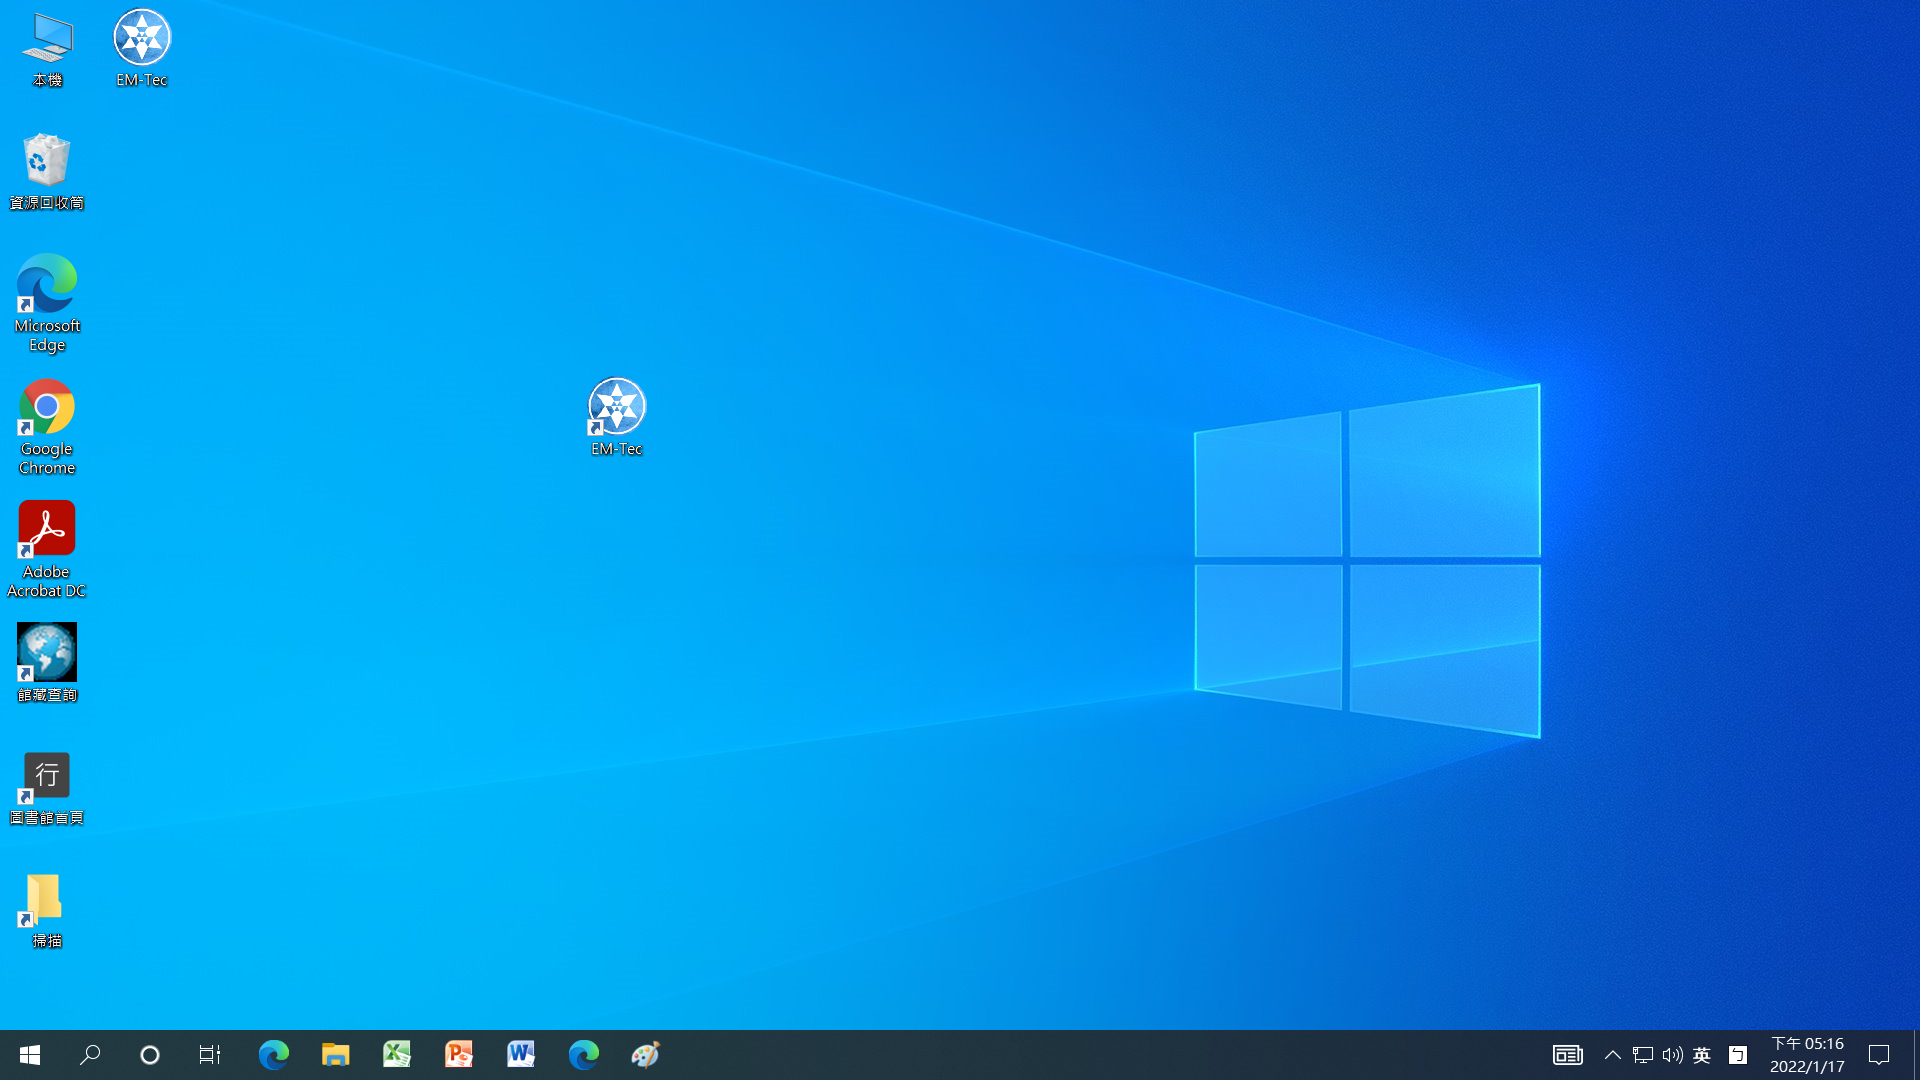 本機
EM-Tec
資源回收筒
Microsoft
Edge
EM-Tec
Google
Chrome
Adobe
Acrobat DC
館藏查詢
行
圖書館首頁
掃描
英
下午 05:16
2022/1/17